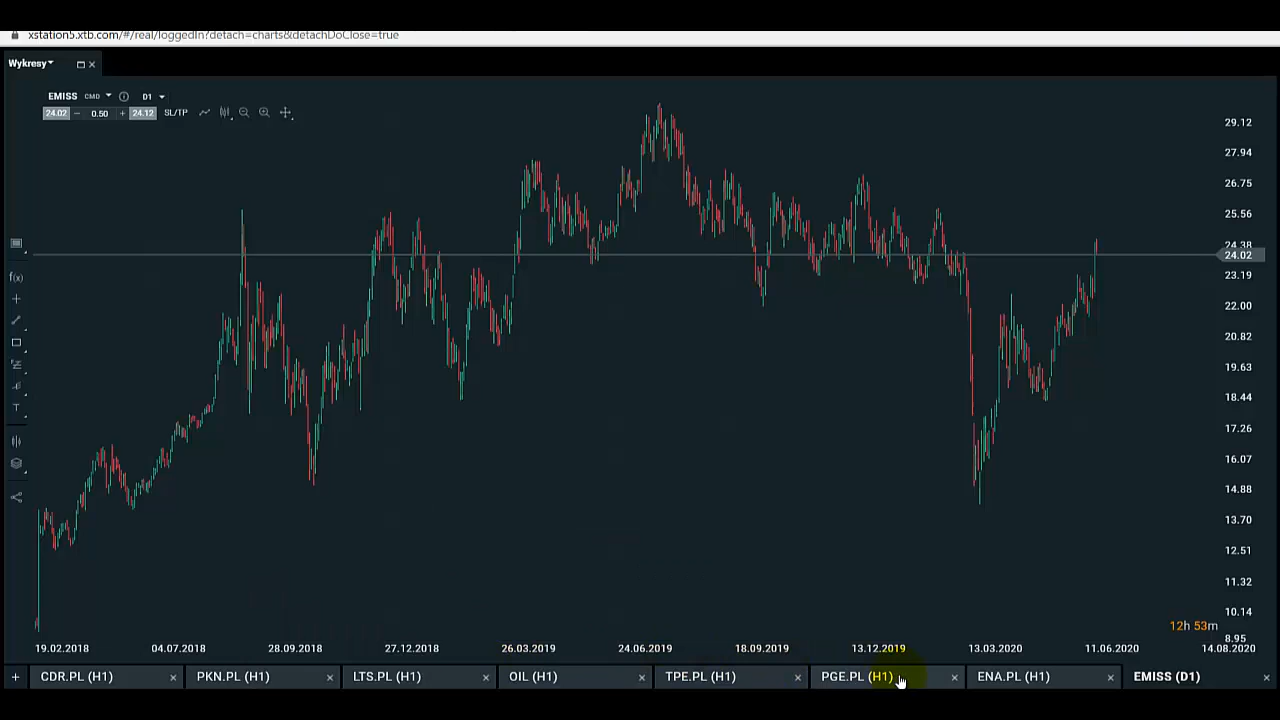 xstation5.xtb.com/#/real/loggedIn?detach=charts&detachDoClose=true
Wykresy
EMISS CMD D1
24.02 – 0.50 + 24.12 SL/TP
29.12
27.94
26.75
25.56
24.38
24.02
23.19
f(x)
22.00
20.82
19.63
18.44
T
17.26
16.07
14.88
13.70
12.51
11.32
10.14
12h 53m
8.95
19.02.2018 04.07.2018 28.09.2018 27.12.2018 26.03.2019 24.06.2019 18.09.2019 13.12.2019 13.03.2020 11.06.2020 14.08.2020
+ CDR.PL (H1) × PKN.PL (H1) × LTS.PL (H1) × OIL (H1) × TPE.PL (H1) × PGE.PL (H1) × ENA.PL (H1) × EMISS (D1) ×